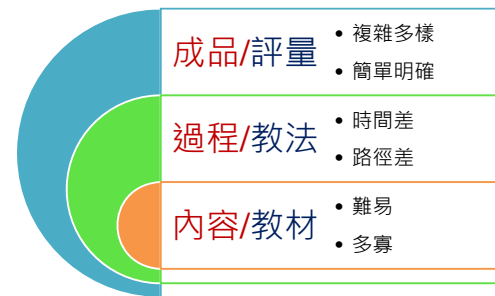 成品/評量
• 複雜多樣
• 簡單明確
過程/教法
• 時間差
• 路徑差
內容/教材
• 難易
• 多寡